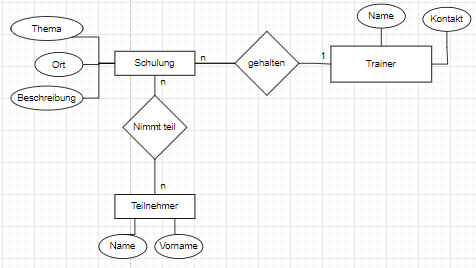 Name
Kontakt
Thema
n
1
Ort
Schulung
gehalten
Trainer
Beschreibung
n
Nimmt teil
n
Teilnehmer
Name
Vorname